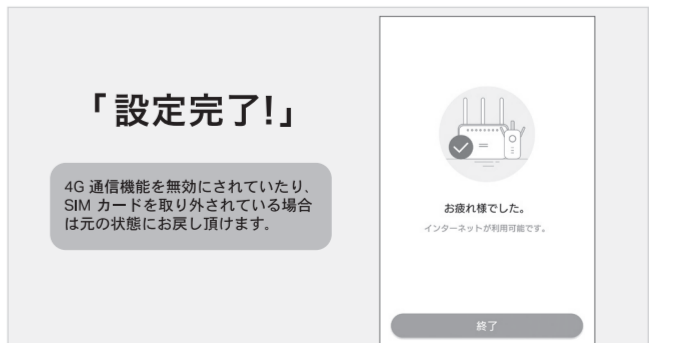 「設定完了!」
4G 通信機能を無効にされていたり、
SIM カードを取り外されている場合
は元の状態にお戻し頂けます。
お疲れ様でした。
インターネットが利用可能です。
終了